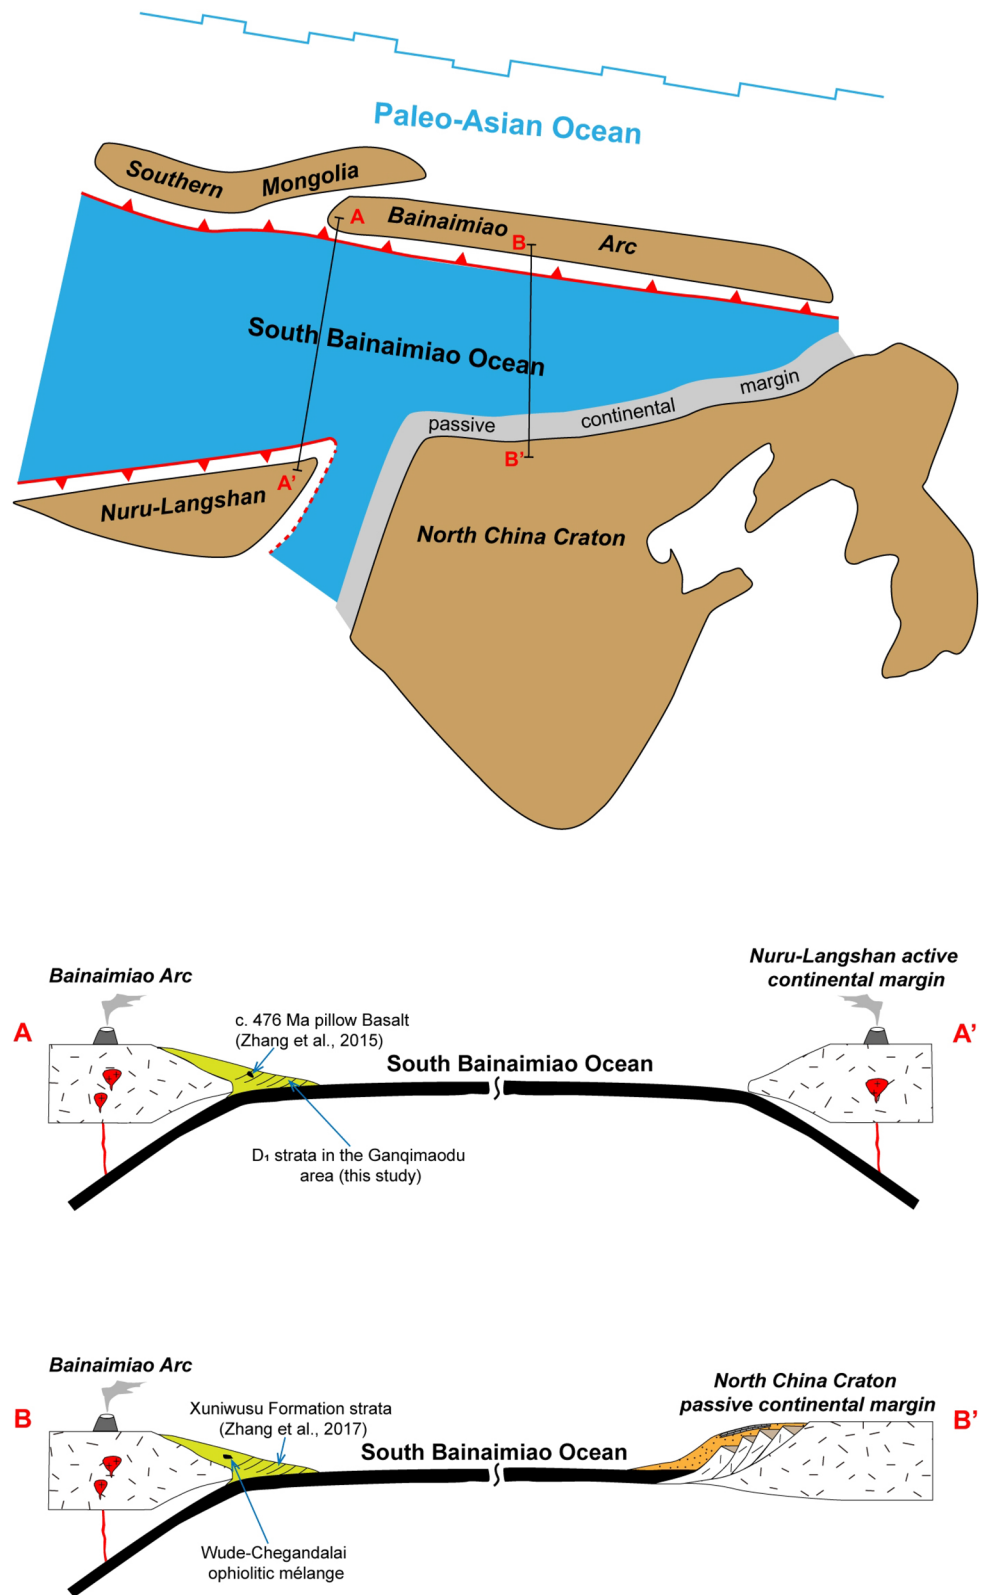 Paleo-Asian Ocean
Southern Mongolia
A
Bainaimiao Arc
B
South Bainaimiao Ocean
passive continental margin
B’
A’
Nuru-Langshan
North China Craton
Nuru-Langshan active
continental margin
Bainaimiao Arc
A
c. 476 Ma pillow Basalt
(Zhang et al., 2015)
A’
South Bainaimiao Ocean
D₁ strata in the Ganqimaodu
area (this study)
Bainaimiao Arc
North China Craton
passive continental margin
B
Xuniwusu Formation strata
(Zhang et al., 2017)
B’
South Bainaimiao Ocean
Wude-Chegandalai
ophiolitic mélange